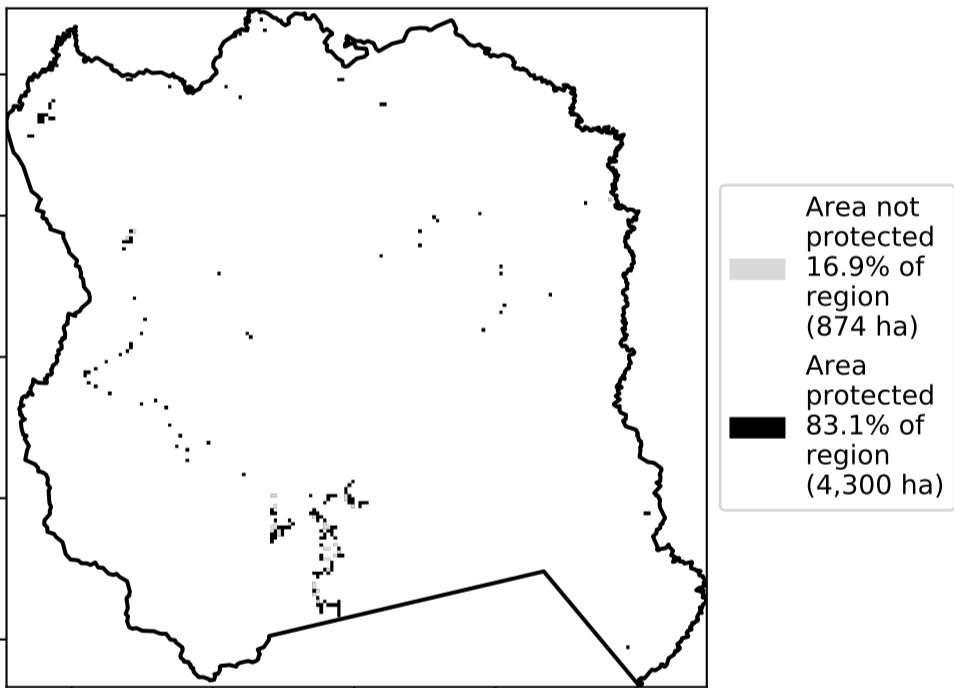 Area not
protected
16.9% of
region
(874 ha)
Area
protected
83.1% of
region
(4,300 ha)